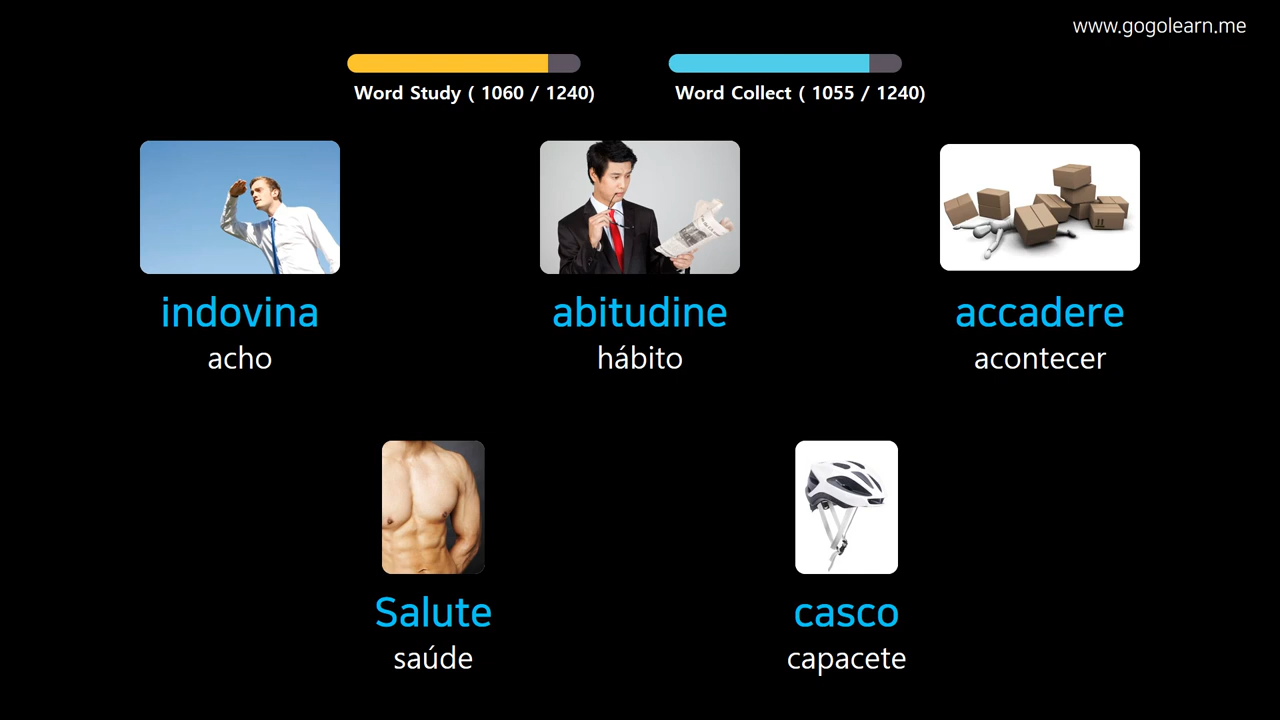 www.gogolearn.me
Word Study ( 1060 / 1240)
Word Collect ( 1055 / 1240)
indovina
acho
abitudine
hábito
accadere
acontecer
Salute
saúde
casco
capacete